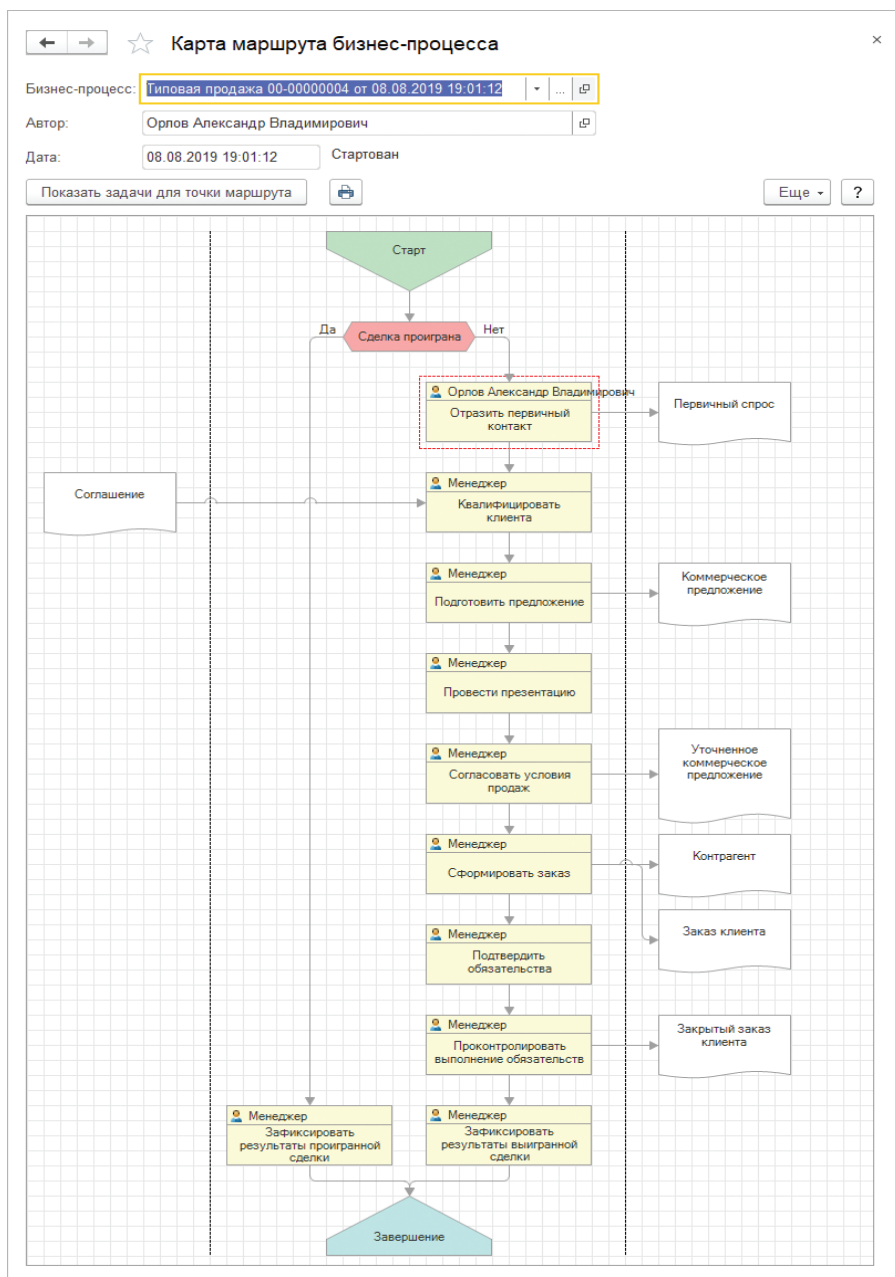 Карта маршрута бизнес-процесса
Бизнес-процесс: Типовая продажа 00-00000004 от 08.08.2019 19:01:12
Автор: Орлов Александр Владимирович
Дата: 08.08.2019 19:01:12 Стартован
Показать задачи для точки маршрута Еще ?
Старт
Да Сделка проиграна Нет
Орлов Александр Владимирович
Отразить первичный
контакт
Первичный спрос
Соглашение
Менеджер
Квалифицировать
клиента
Менеджер
Подготовить предложение
Коммерческое
предложение
Менеджер
Провести презентацию
Менеджер
Согласовать условия
продаж
Уточненное
коммерческое
предложение
Менеджер
Сформировать заказ
Контрагент
Заказ клиента
Менеджер
Подтвердить
обязательства
Менеджер
Проконтролировать
выполнение обязательств
Закрытый заказ
клиента
Менеджер
Зафиксировать
результаты проигранной
сделки
Менеджер
Зафиксировать
результаты выигранной
сделки
Завершение